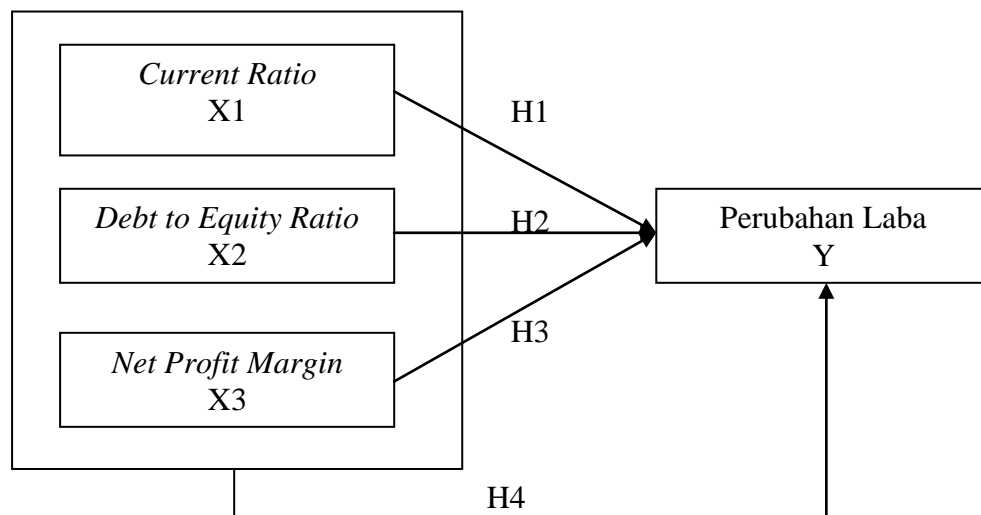 Current Ratio
X1
H1
Debt to Equity Ratio
X2
H2
Perubahan Laba
Y
Net Profit Margin
X3
H3
H4